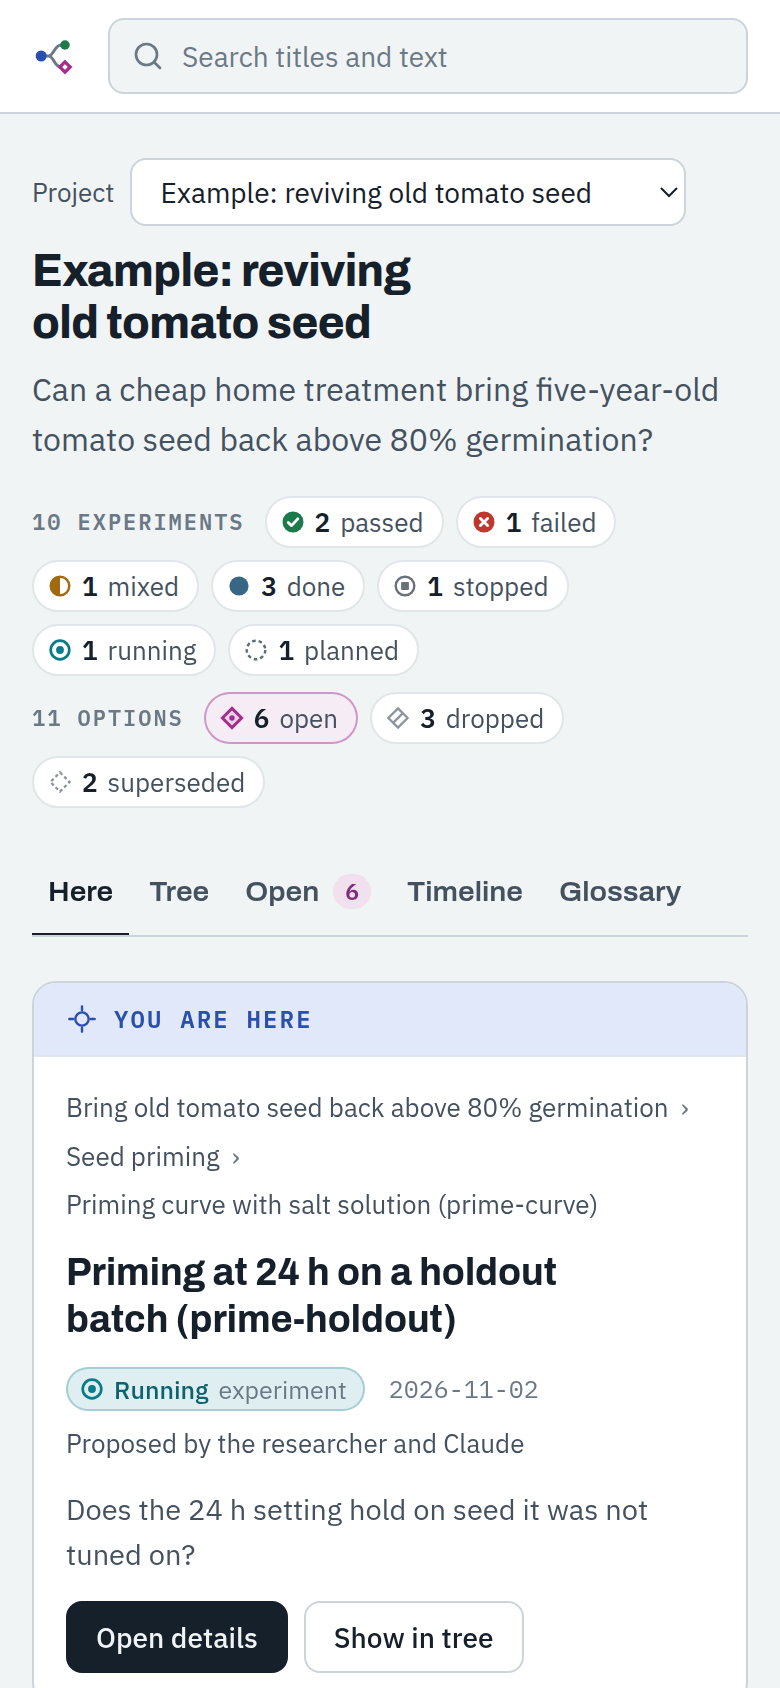 Search titles and text
Project
Example: reviving old tomato seed
Example: reviving
old tomato seed
Can a cheap home treatment bring five-year-old
tomato seed back above 80% germination?
10 EXPERIMENTS 2 passed 1 failed
1 mixed 3 done 1 stopped
1 running 1 planned
11 OPTIONS 6 open 3 dropped
2 superseded
Here Tree Open 6 Timeline Glossary
YOU ARE HERE
Bring old tomato seed back above 80% germination ›
Seed priming ›
Priming curve with salt solution (prime-curve)
Priming at 24 h on a holdout
batch (prime-holdout)
Running experiment 2026-11-02
Proposed by the researcher and Claude
Does the 24 h setting hold on seed it was not
tuned on?
Open details Show in tree